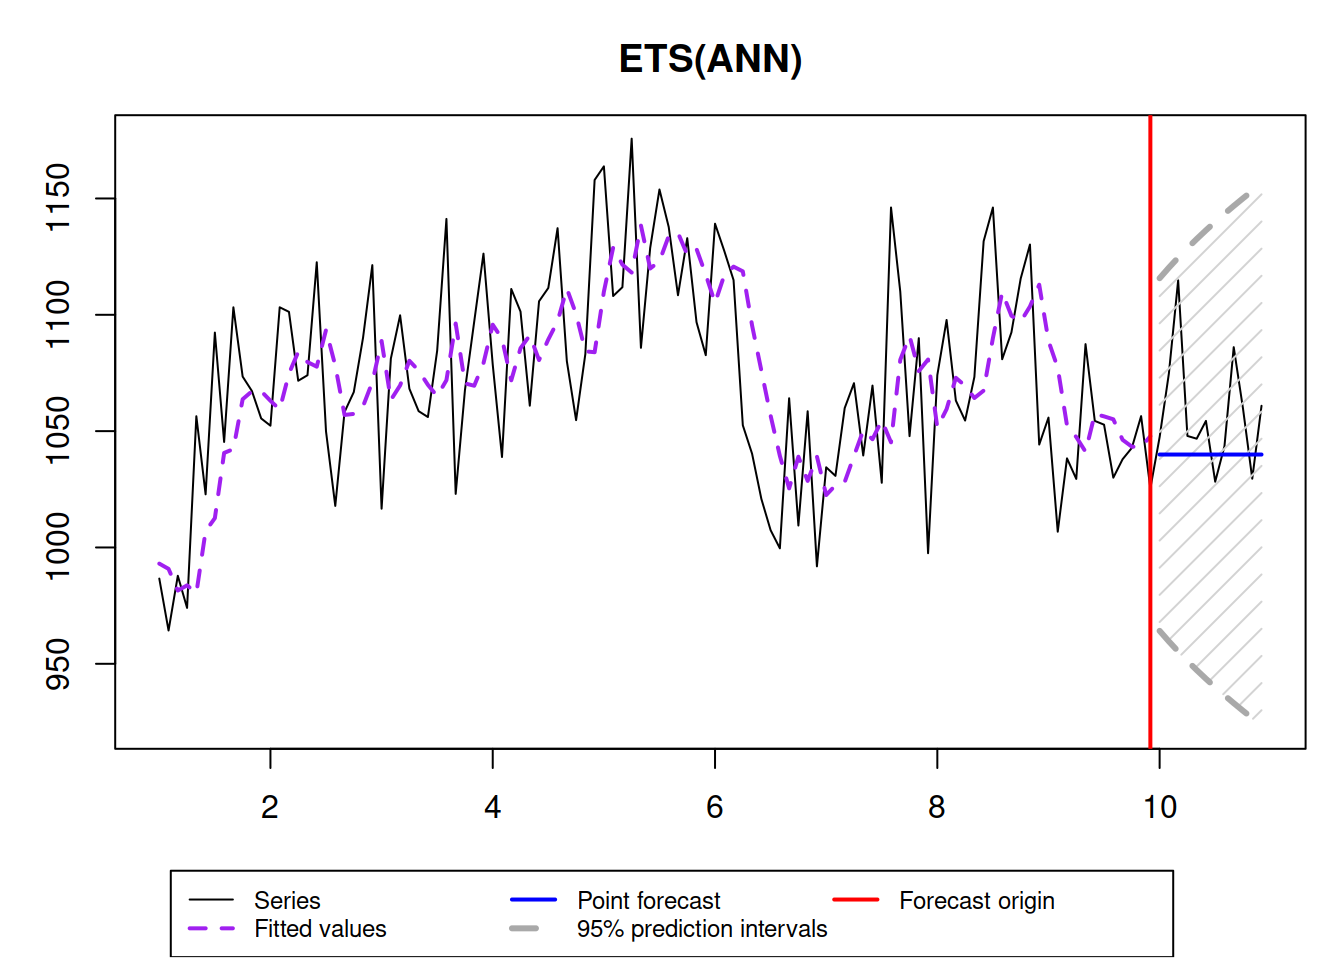 ETS(ANN)
1150
1100
1050
1000
950
2 4 6 8 10
Series Point forecast Forecast origin
Fitted values 95% prediction intervals